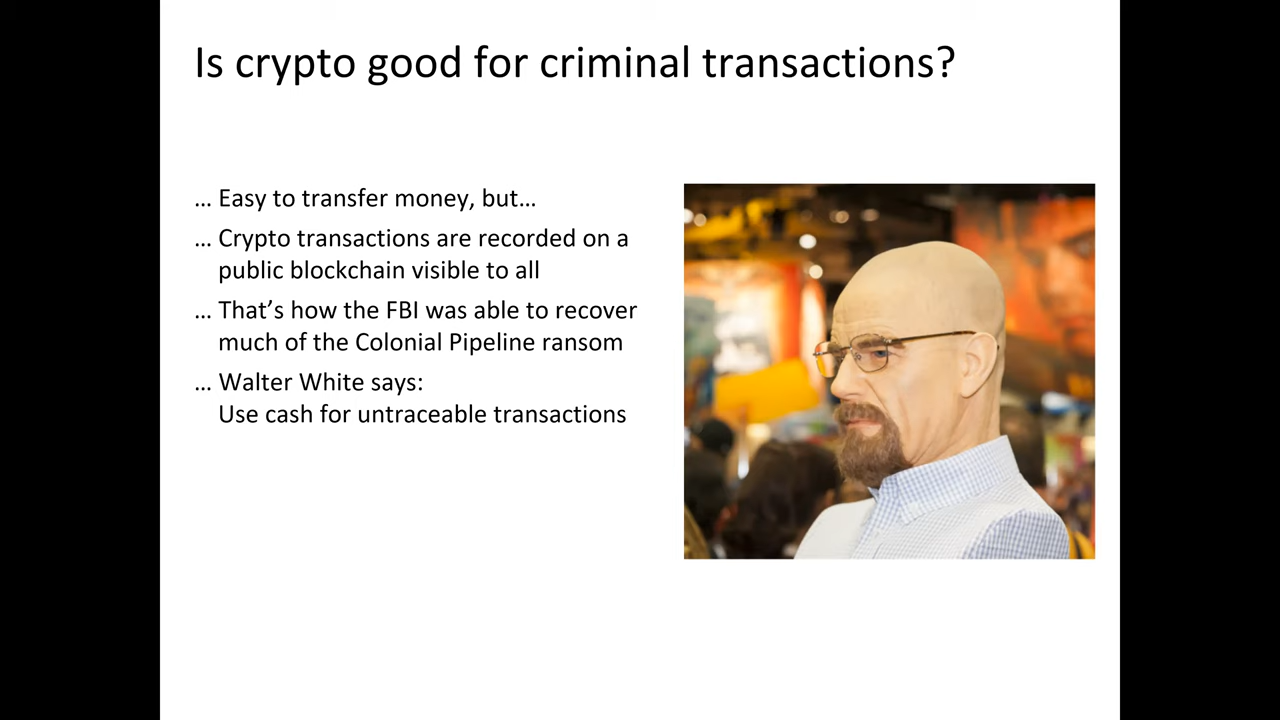 Is crypto good for criminal transactions?
... Easy to transfer money, but...
... Crypto transactions are recorded on a
public blockchain visible to all
... That’s how the FBI was able to recover
much of the Colonial Pipeline ransom
... Walter White says:
Use cash for untraceable transactions